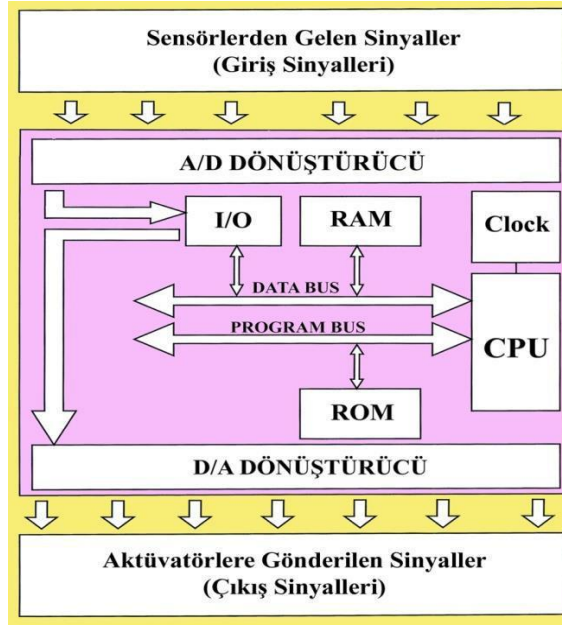 Sensörlerden Gelen Sinyaller
(Giriş Sinyalleri)
A/D DÖNÜŞTÜRÜCÜ
I/O
RAM
Clock
DATA BUS
PROGRAM BUS
CPU
ROM
D/A DÖNÜŞTÜRÜCÜ
Aktüvatörlere Gönderilen Sinyaller
(Çıkış Sinyalleri)